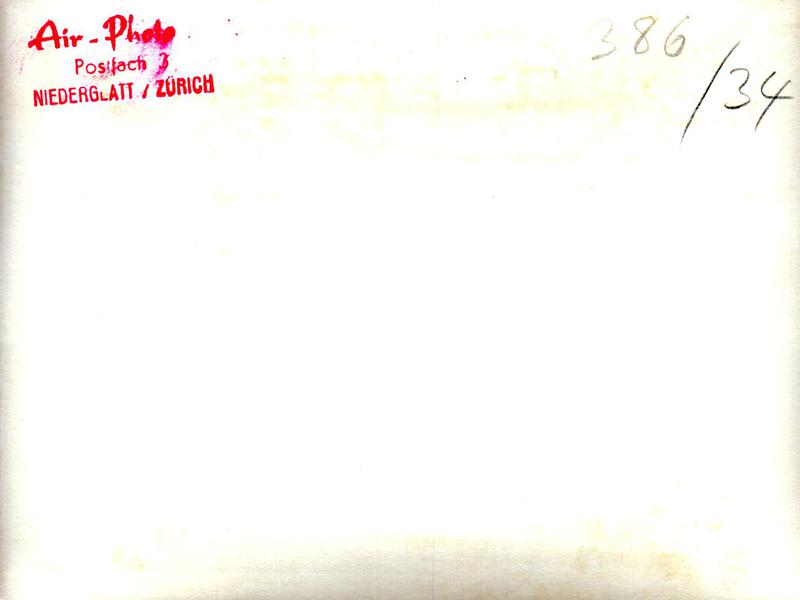 Air-Photo
Postfach 3
NIEDERGLATT / ZÜRICH
386
/34